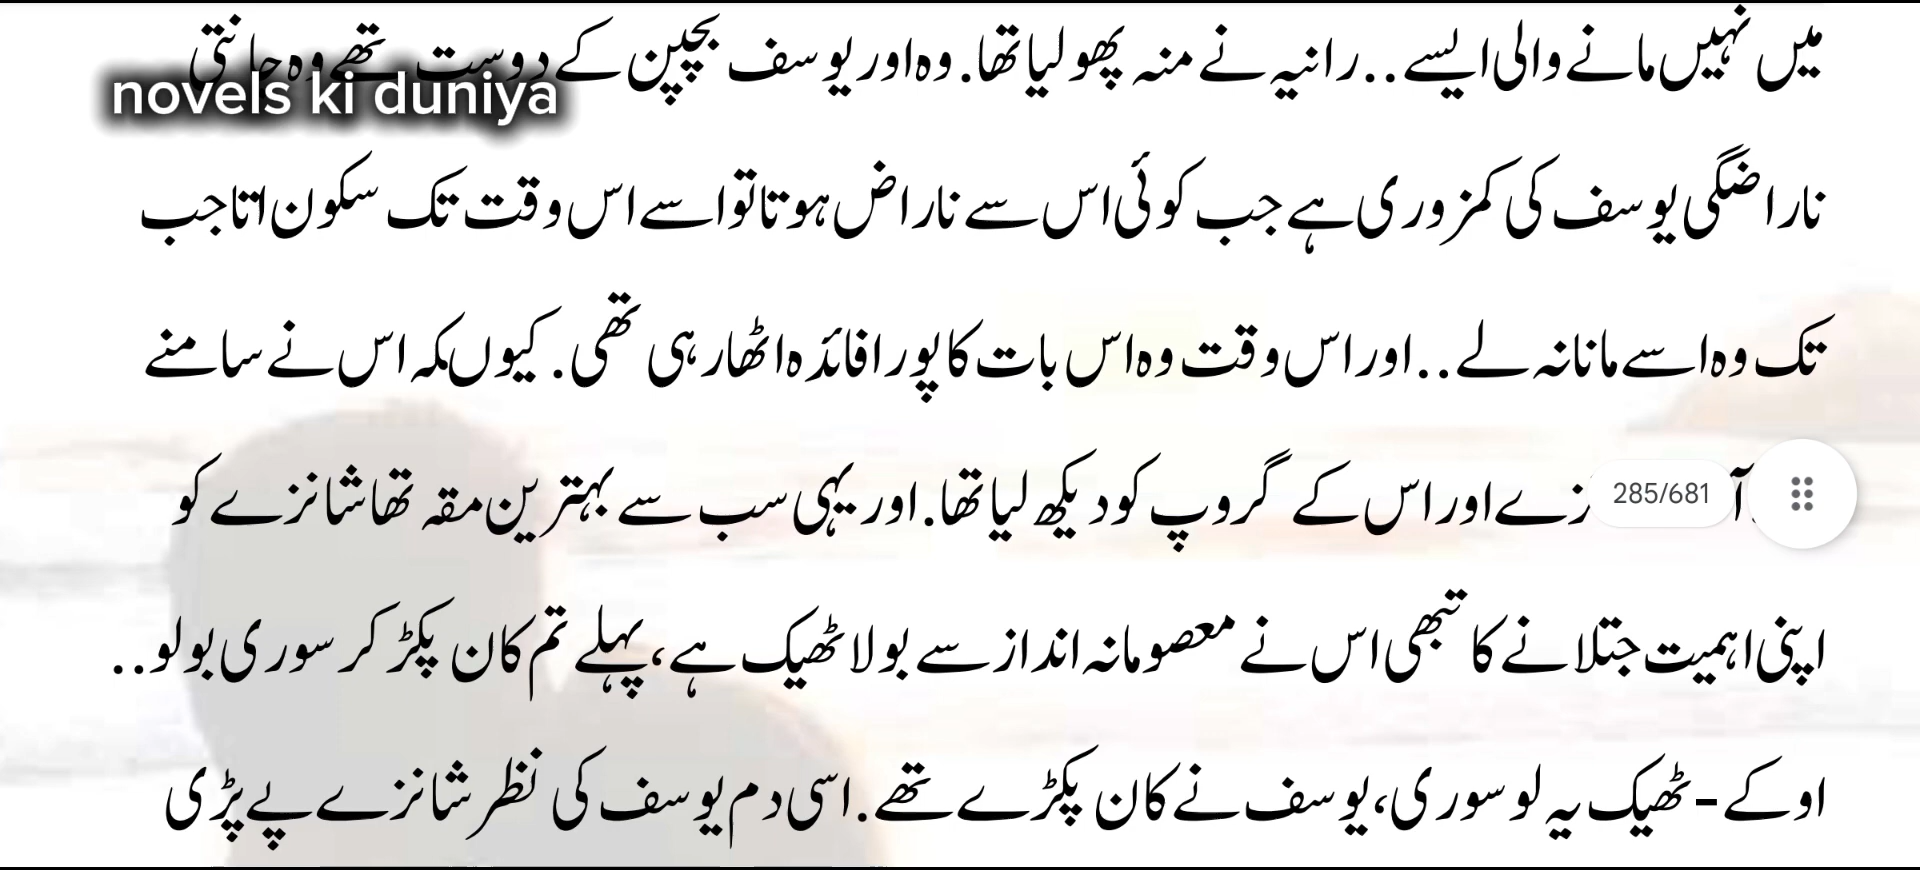 میں نہیں مانے والی ایسے..رانیہ نے منہ پھولیا تھا. وہ اور یوسف بچپن کے دوست تھے وہ جانتی
novels ki duniya
ناراضگی یوسف کی کمزوری ہے جب کوئی اس سے ناراض ہوتا تو اسے اس وقت تک سکون اتا جب
تک وہ اسے مانا نہ لے..اور اس وقت وہ اس بات کا پورا فائدہ اٹھا رہی تھی. کیوںکہ اس نے سامنے
زے اور اس کے گروپ کو دیکھ لیا تھا. اور یہی سب سے بہترین مقہ تھا شانزے کو
285/681
اپنی اہمیت جتلانے کا تبھی اس نے معصومانہ انداز سے بولا ٹھیک ہے، پہلے تم کان پکڑ کر سوری بولو..
اوکے - ٹھیک یہ لو سوری، یوسف نے کان پکڑے تھے. اسی دم یوسف کی نظر شانزے پے پڑی